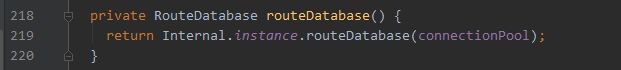 218 private RouteDatabase routeDatabase() {
219 return Internal.instance.routeDatabase(connectionPool);
220 }